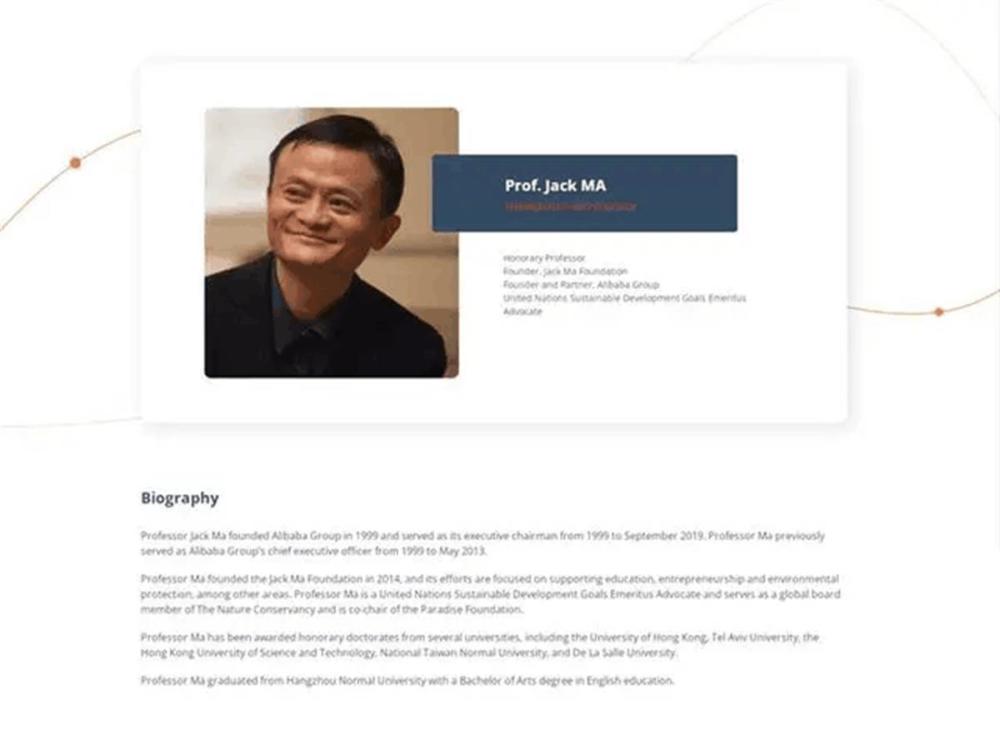 Prof. Jack MA
Honorary Professor
Founder, Jack Ma Foundation
Founder and Partner, Alibaba Group
United Nations Sustainable Development Goals Emeritus
Advocate
Biography
Professor Jack Ma founded Alibaba Group in 1999 and served as its executive chairman from 1999 to September 2019. Professor Ma previously
served as Alibaba Group's chief executive officer from 1999 to May 2013.
Professor Ma founded the Jack Ma Foundation in 2014, and its efforts are focused on supporting education, entrepreneurship and environmental
protection, among other areas. Professor Ma is a United Nations Sustainable Development Goals Emeritus Advocate and serves as a global board
member of The Nature Conservancy and is co-chair of the Paradise Foundation.
Professor Ma has been awarded honorary doctorates from several universities, including the University of Hong Kong, Tel Aviv University, the
Hong Kong University of Science and Technology, National Taiwan Normal University, and De La Salle University.
Professor Ma graduated from Hangzhou Normal University with a Bachelor of Arts degree in English education.